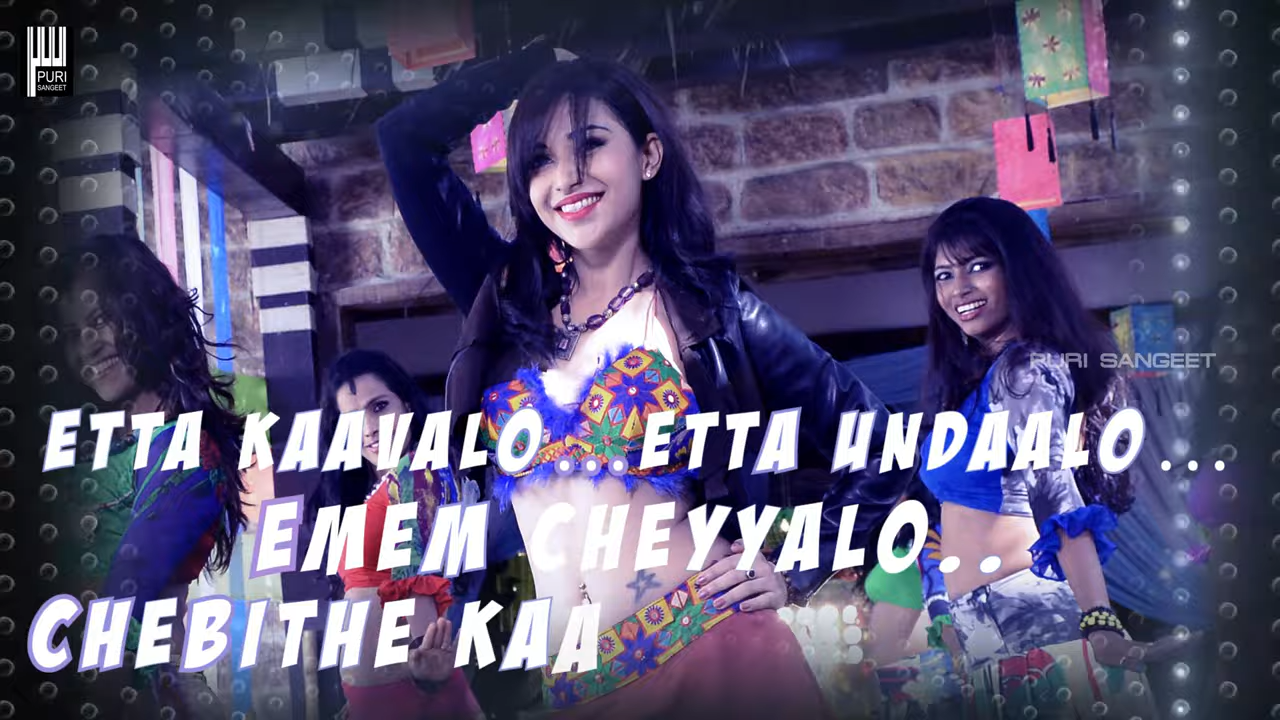 PURI
SANGEET
PURI SANGEET
Etta kaavalo...etta undaalo...
Emem cheyyalo..
Chebithe kaa